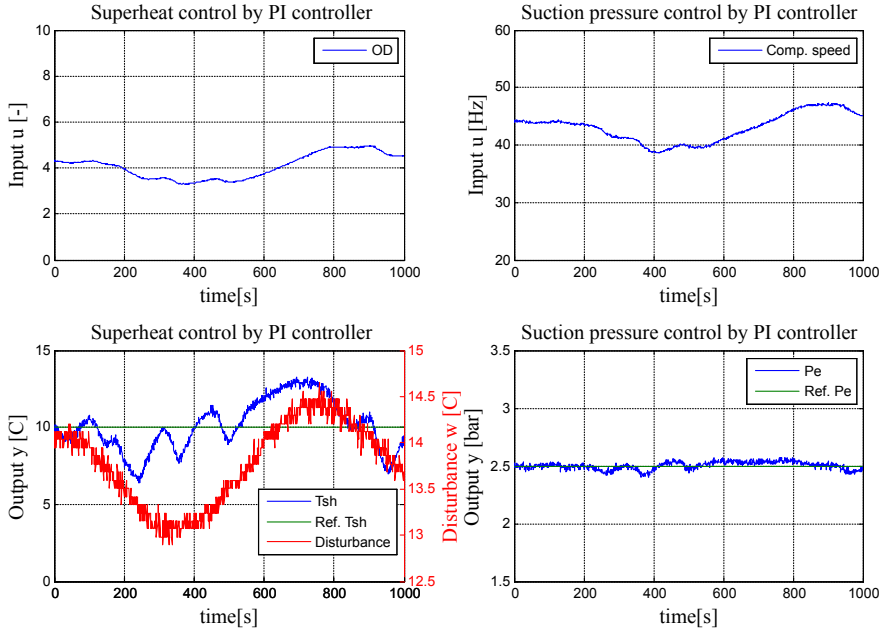 Superheat control by PI controller
10
8
6
4
2
0
Input u [-]
OD
0 200 400 600 800 1000
time[s]
Suction pressure control by PI controller
60
50
40
30
20
Input u [Hz]
Comp. speed
0 200 400 600 800 1000
time[s]
Superheat control by PI controller
15
10
5
0
Output y [C]
15
14.5
14
13.5
13
12.5
Disturbance w [C]
Tsh
Ref. Tsh
Disturbance
0 200 400 600 800 1000
time[s]
Suction pressure control by PI controller
3.5
3
2.5
2
1.5
Output y [bar]
Pe
Ref. Pe
0 200 400 600 800 1000
time[s]